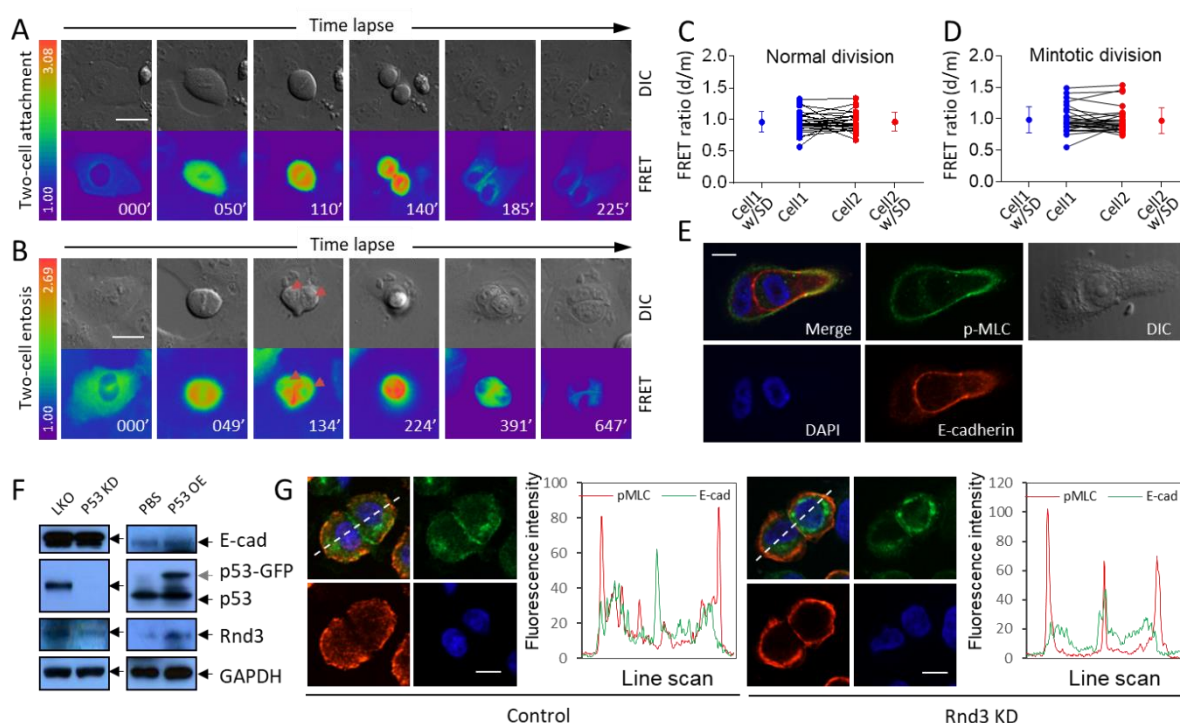 A
Time lapse
Two-cell attachment
3.08
1.00
DIC
FRET
000′
050′
110′
140′
185′
225′
B
Time lapse
Two-cell entosis
2.69
1.00
DIC
FRET
000′
049′
134′
224′
391′
647′
C
Normal division
FRET ratio (d/m)
2.0
1.5
1.0
0.5
0.0
Cell1 w/SD
Cell1
Cell2
Cell2 w/SD
D
Mintotic division
FRET ratio (d/m)
2.0
1.5
1.0
0.5
0.0
Cell1 w/SD
Cell1
Cell2
Cell2 w/SD
E
Merge
p-MLC
DIC
DAPI
E-cadherin
F
LKO
P53 KD
PBS
P53 OE
E-cad
p53-GFP
p53
Rnd3
GAPDH
G
Fluorescence intensity
100
80
60
40
20
0
pMLC
E-cad
Line scan
Control
Fluorescence intensity
120
100
80
60
40
20
0
pMLC
E-cad
Line scan
Rnd3 KD